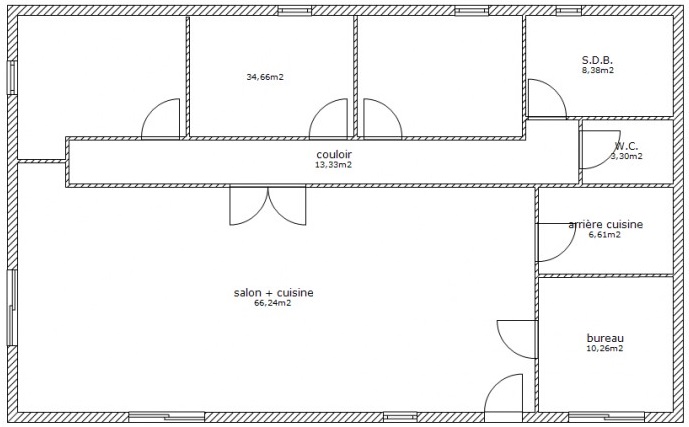 S.D.B.
8,38m2
34,66m2
W.C.
3,30m2
couloir
13,33m2
arrière cuisine
6,61m2
salon + cuisine
66,24m2
bureau
10,26m2